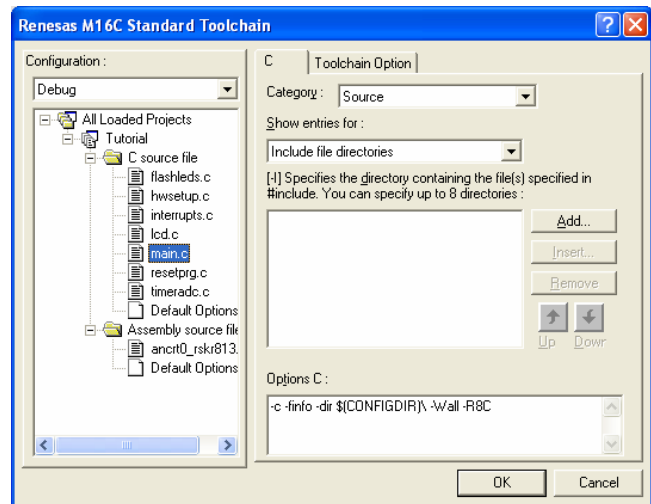 Renesas M16C Standard Toolchain
Configuration :
Debug
All Loaded Projects
Tutorial
C source file
flashleds.c
hwsetup.c
interrupts.c
lcd.c
main.c
resetprg.c
timeradc.c
Default Options
Assembly source file
ancrt0_rskr813.
Default Options
C
Toolchain Option
Category :
Source
Show entries for :
Include file directories
[-I] Specifies the directory containing the file(s) specified in
#include. You can specify up to 8 directories :
Add...
Insert...
Remove
Up
Down
Options C :
-c -finfo -dir $(CONFIGDIR)\ -Wall -R8C
OK
Cancel